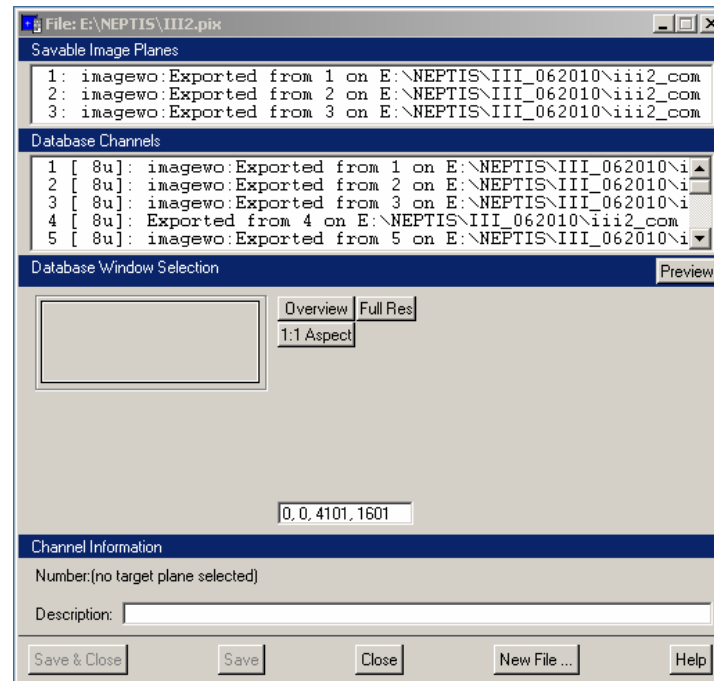 File: E:\NEPTIS\III2.pix
Savable Image Planes
1: imagewo:Exported from 1 on E:\NEPTIS\III_062010\iii2_com
2: imagewo:Exported from 2 on E:\NEPTIS\III_062010\iii2_com
3: imagewo:Exported from 3 on E:\NEPTIS\III_062010\iii2_com
Database Channels
1 [ 8u]: imagewo:Exported from 1 on E:\NEPTIS\III_062010\i
2 [ 8u]: imagewo:Exported from 2 on E:\NEPTIS\III_062010\i
3 [ 8u]: imagewo:Exported from 3 on E:\NEPTIS\III_062010\i
4 [ 8u]: Exported from 4 on E:\NEPTIS\III_062010\iii2_com
5 [ 8u]: imagewo:Exported from 5 on E:\NEPTIS\III_062010\i
Database Window Selection Preview
Overview Full Res
1:1 Aspect
0, 0, 4101, 1601
Channel Information
Number:(no target plane selected)
Description:
Save & Close Save Close New File ... Help